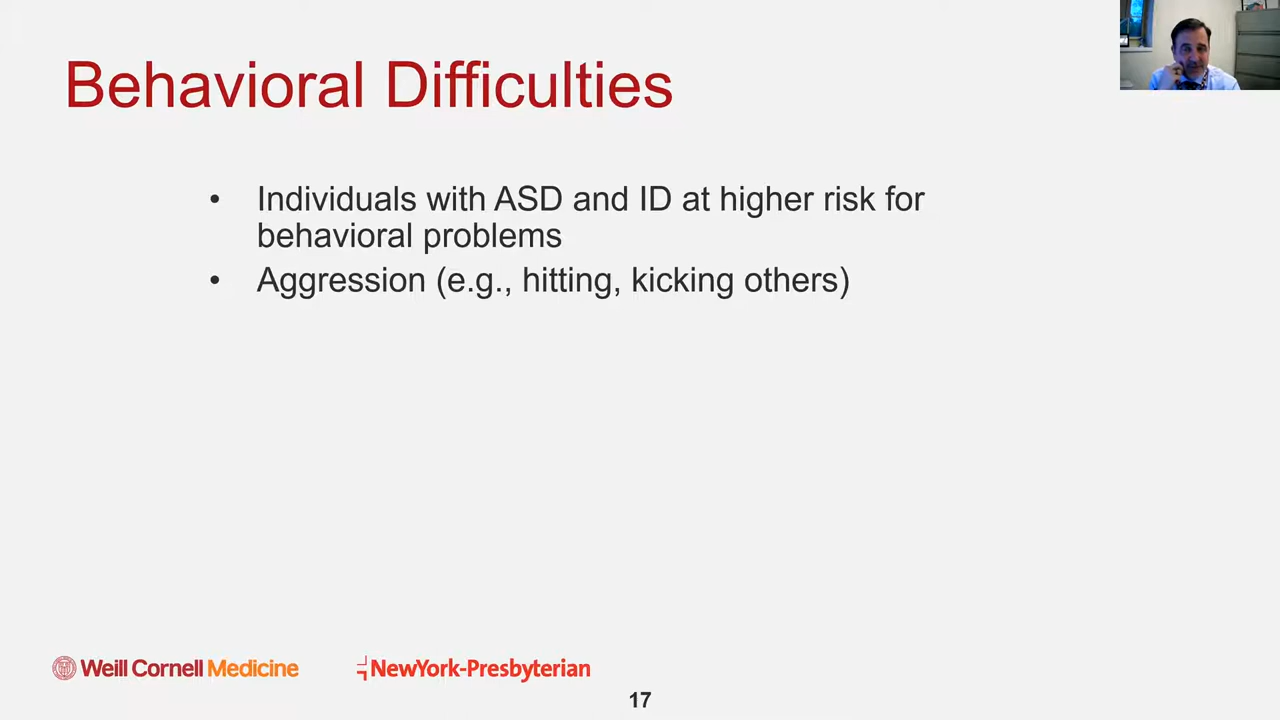 Behavioral Difficulties
• Individuals with ASD and ID at higher risk for
behavioral problems
• Aggression (e.g., hitting, kicking others)
Weill Cornell Medicine
NewYork-Presbyterian
17